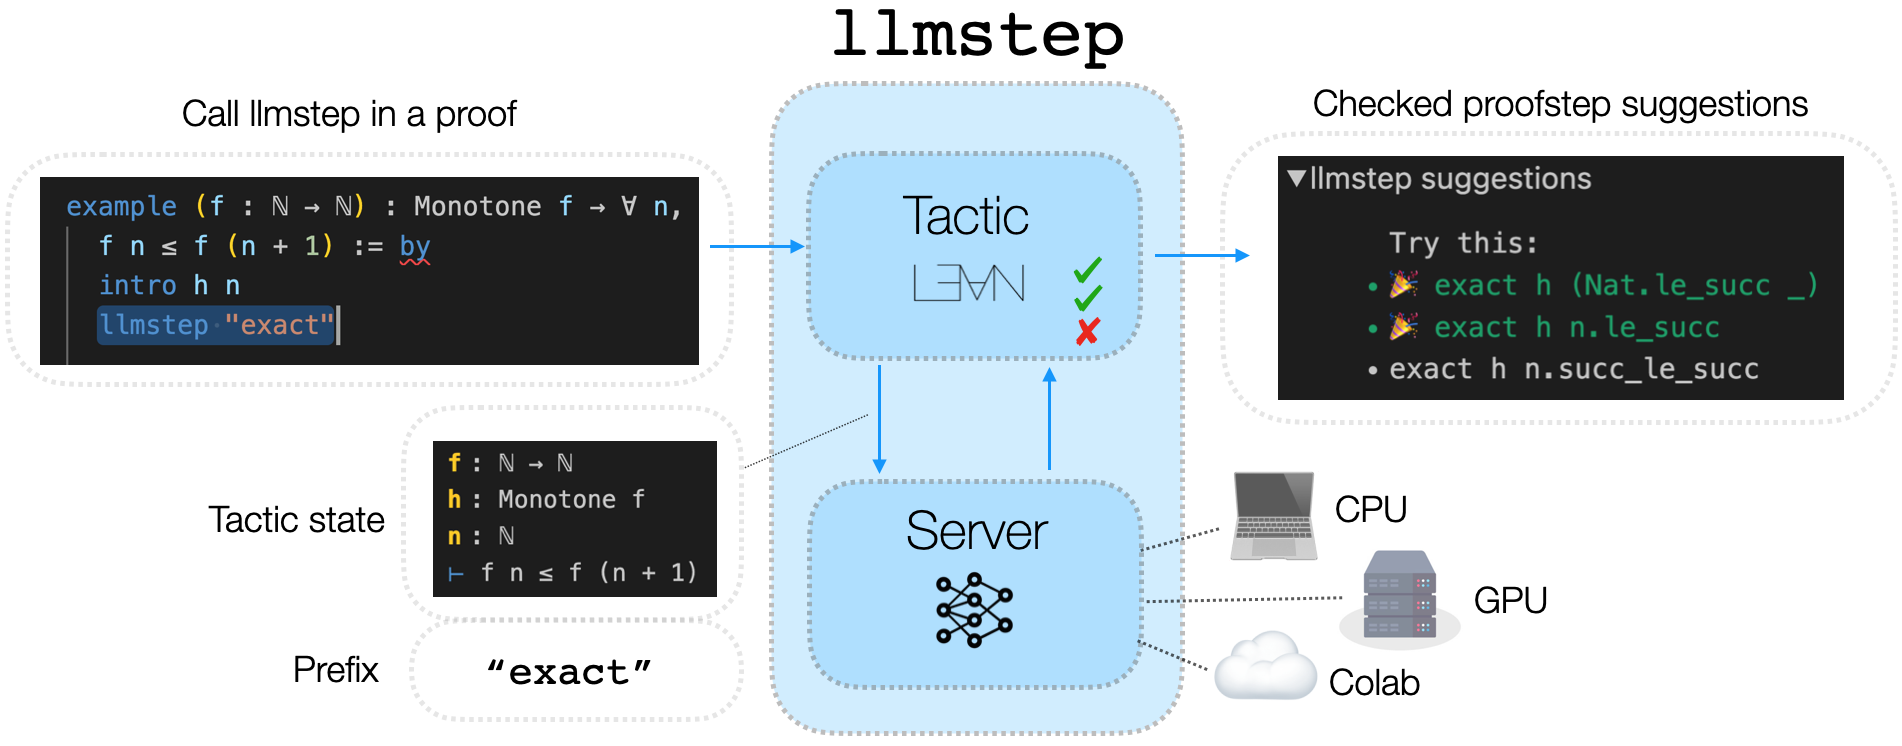 llmstep
Call llmstep in a proof
example (f : ℕ → ℕ) : Monotone f → ∀ n,
f n ≤ f (n + 1) := by
intro h n
llmstep "exact"
Tactic
L∃∀N
✓
✓
✗
Checked proofstep suggestions
▼llmstep suggestions
Try this:
• 🎉 exact h (Nat.le_succ _)
• 🎉 exact h n.le_succ
• exact h n.succ_le_succ
Tactic state
f : ℕ → ℕ
h : Monotone f
n : ℕ
⊢ f n ≤ f (n + 1)
Prefix
“exact”
Server
CPU
GPU
Colab